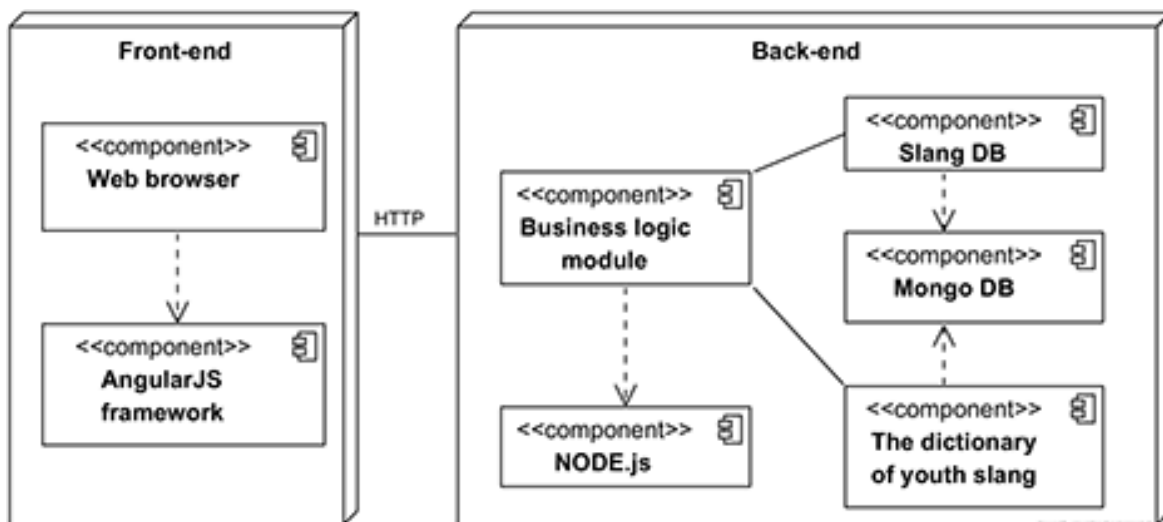 Front-end
<<component>>
Web browser
<<component>>
AngularJS
framework
HTTP
Back-end
<<component>>
Business logic
module
<<component>>
NODE.js
<<component>>
Slang DB
<<component>>
Mongo DB
<<component>>
The dictionary
of youth slang